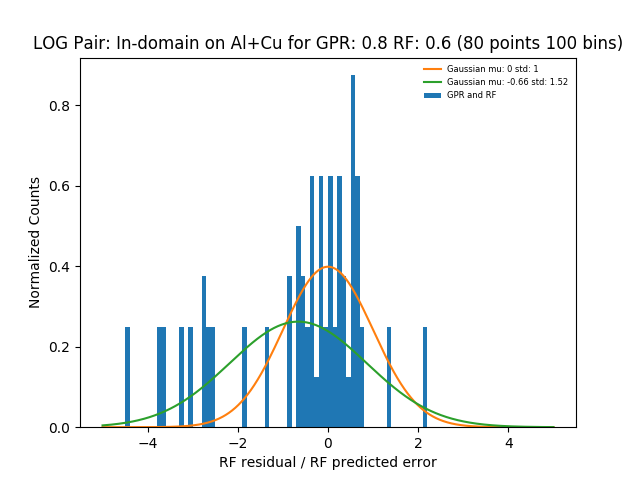 LOG Pair: In-domain on Al+Cu for GPR: 0.8 RF: 0.6 (80 points 100 bins)
Gaussian mu: 0 std: 1
Gaussian mu: -0.66 std: 1.52
GPR and RF
Normalized Counts
0.8
0.6
0.4
0.2
0.0
−4 −2 0 2 4
RF residual / RF predicted error